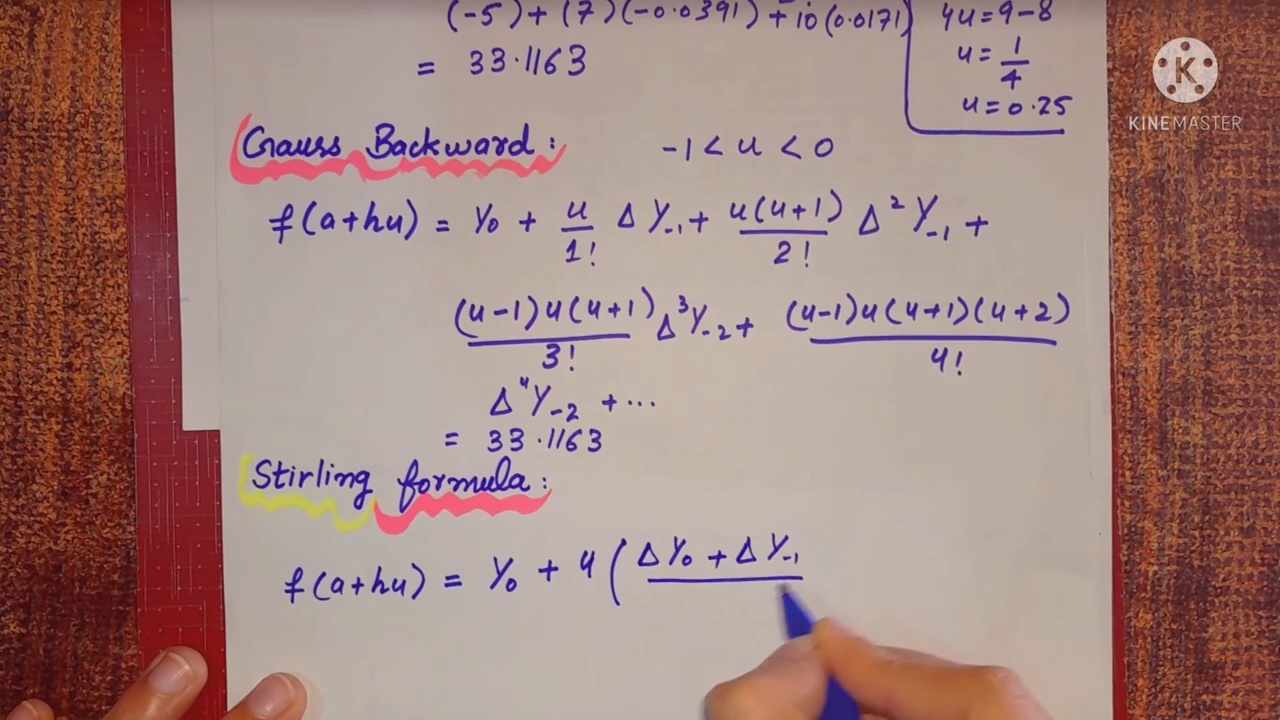 (-5) + (7)(-0.0391) + 10(0.0171)
= 33.1163
4u = 9-8
u = 1/4
u = 0.25
KINEMASTER
Gauss Backward : -1 < u < 0
f(a+hu) = Y₀ + u/1! ΔY₋₁ + u(u+1)/2! Δ²Y₋₁ +
(u-1)u(u+1)/3! Δ³Y₋₂ + (u-1)u(u+1)(u+2)/4!
Δ⁴Y₋₂ + ...
= 33.1163
Stirling formula :
f(a+hu) = Y₀ + u ( ΔY₀ + ΔY₋₁